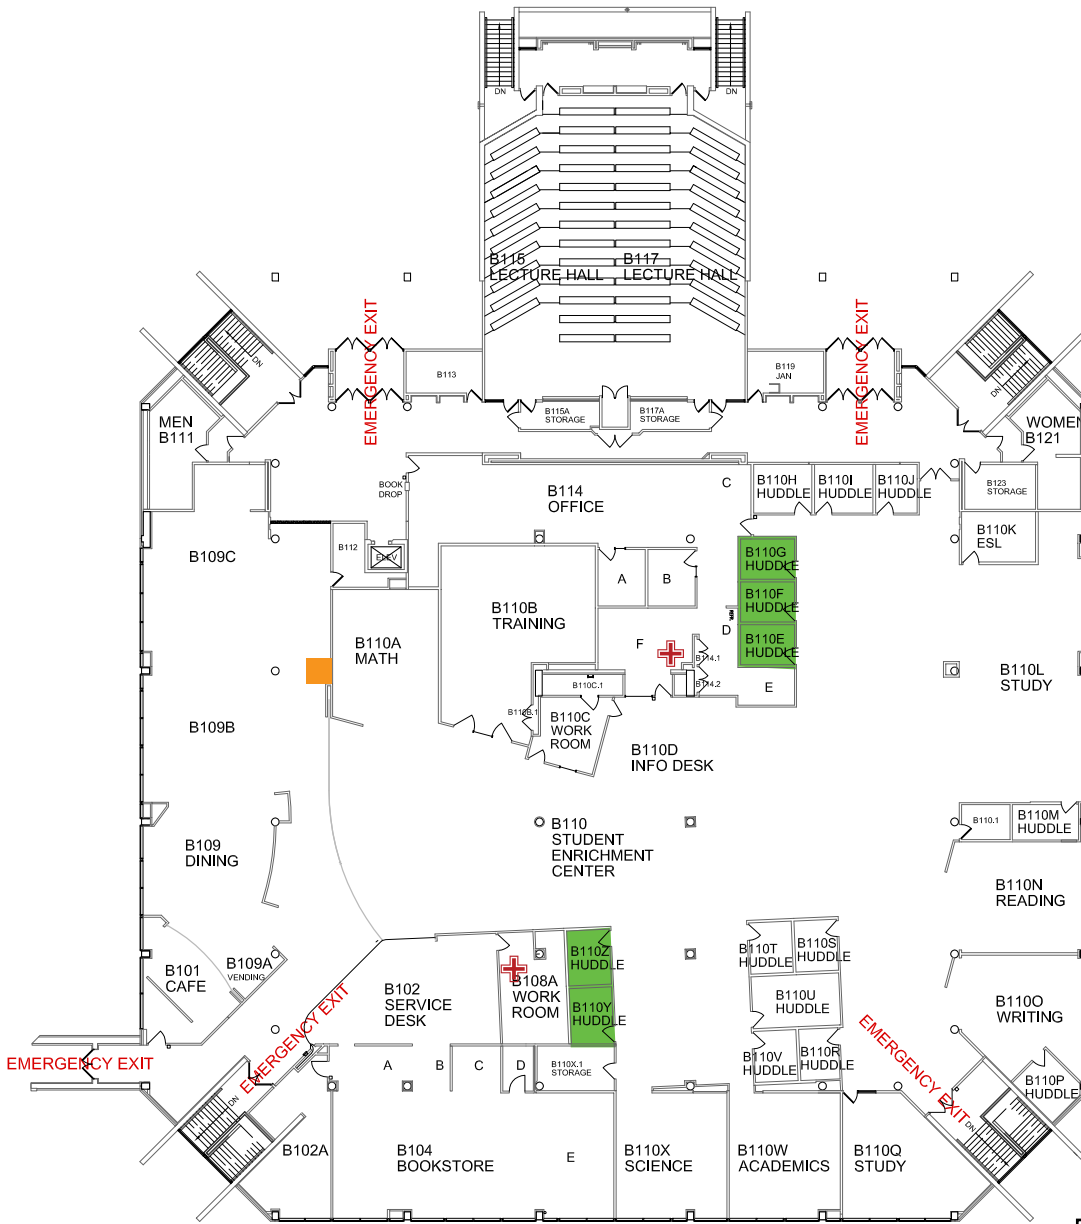 DN
DN
B115
LECTURE HALL
B117
LECTURE HALL
EMERGENCY EXIT
EMERGENCY EXIT
DN
DN
B113
B119
JAN
B115A
STORAGE
B117A
STORAGE
MEN
B111
WOMEN
B121
BOOK
DROP
B114
OFFICE
C
B110H
HUDDLE
B110I
HUDDLE
B110J
HUDDLE
B123
STORAGE
B110K
ESL
B109C
B112
ELEV
A
B
B110G
HUDDLE
B110F
HUDDLE
B110E
HUDDLE
REFR.
D
E
F
B110B
TRAINING
B110A
MATH
B114.1
B114.2
B110C.1
B110B.1
B110C
WORK
ROOM
B110D
INFO DESK
B110L
STUDY
B109B
B109
DINING
B110
STUDENT
ENRICHMENT
CENTER
B110.1
B110M
HUDDLE
B110N
READING
B101
CAFE
B109A
VENDING
B102
SERVICE
DESK
B108A
WORK
ROOM
B110Z
HUDDLE
B110Y
HUDDLE
B110T
HUDDLE
B110S
HUDDLE
B110U
HUDDLE
B110V
HUDDLE
B110R
HUDDLE
B110O
WRITING
B110P
HUDDLE
EMERGENCY EXIT
EMERGENCY EXIT
EMERGENCY EXIT
A
B
C
D
B110X.1
STORAGE
DN
DN
B102A
B104
BOOKSTORE
E
B110X
SCIENCE
B110W
ACADEMICS
B110Q
STUDY